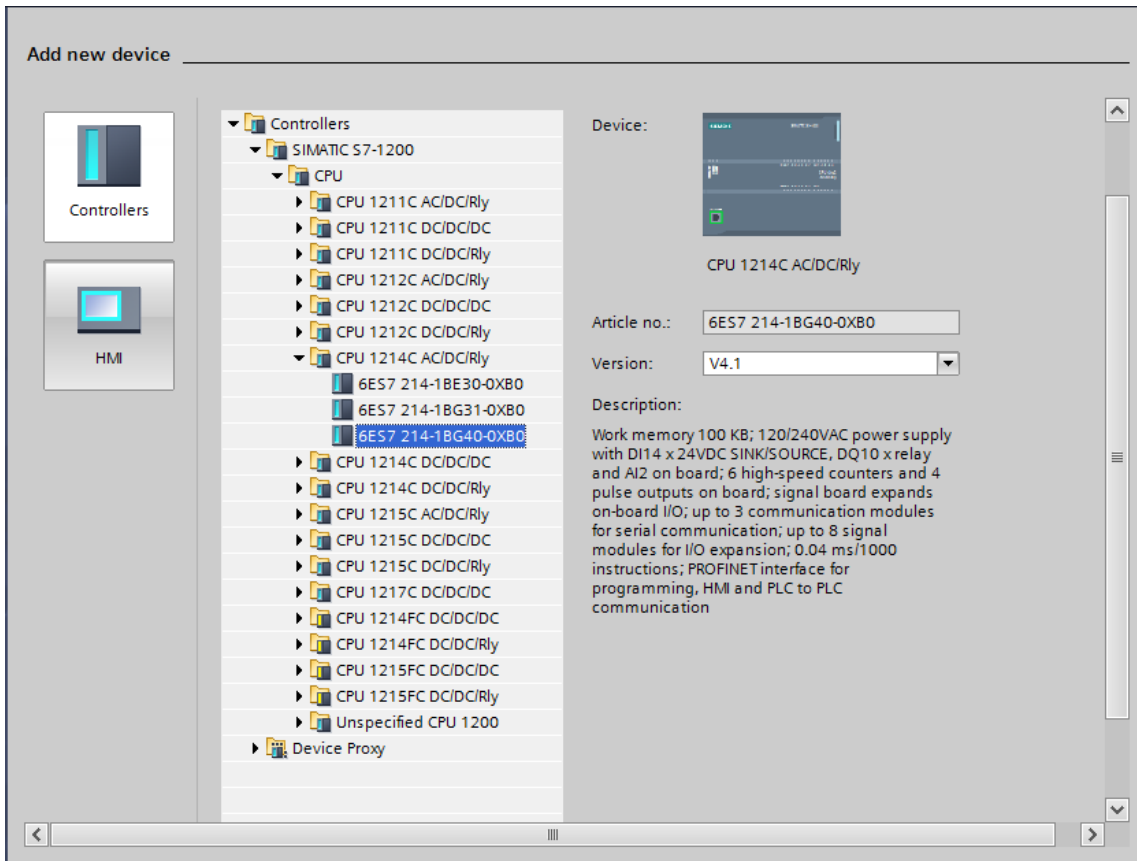 Add new device
Controllers
HMI
Controllers
SIMATIC S7-1200
CPU
CPU 1211C AC/DC/Rly
CPU 1211C DC/DC/DC
CPU 1211C DC/DC/Rly
CPU 1212C AC/DC/Rly
CPU 1212C DC/DC/DC
CPU 1212C DC/DC/Rly
CPU 1214C AC/DC/Rly
6ES7 214-1BE30-0XB0
6ES7 214-1BG31-0XB0
6ES7 214-1BG40-0XB0
CPU 1214C DC/DC/DC
CPU 1214C DC/DC/Rly
CPU 1215C AC/DC/Rly
CPU 1215C DC/DC/DC
CPU 1215C DC/DC/Rly
CPU 1217C DC/DC/DC
CPU 1214FC DC/DC/DC
CPU 1214FC DC/DC/Rly
CPU 1215FC DC/DC/DC
CPU 1215FC DC/DC/Rly
Unspecified CPU 1200
Device Proxy
Device:
CPU 1214C AC/DC/Rly
Article no.: 6ES7 214-1BG40-0XB0
Version: V4.1
Description:
Work memory 100 KB; 120/240VAC power supply
with DI14 x 24VDC SINK/SOURCE, DQ10 x relay
and AI2 on board; 6 high-speed counters and 4
pulse outputs on board; signal board expands
on-board I/O; up to 3 communication modules
for serial communication; up to 8 signal
modules for I/O expansion; 0.04 ms/1000
instructions; PROFINET interface for
programming, HMI and PLC to PLC
communication